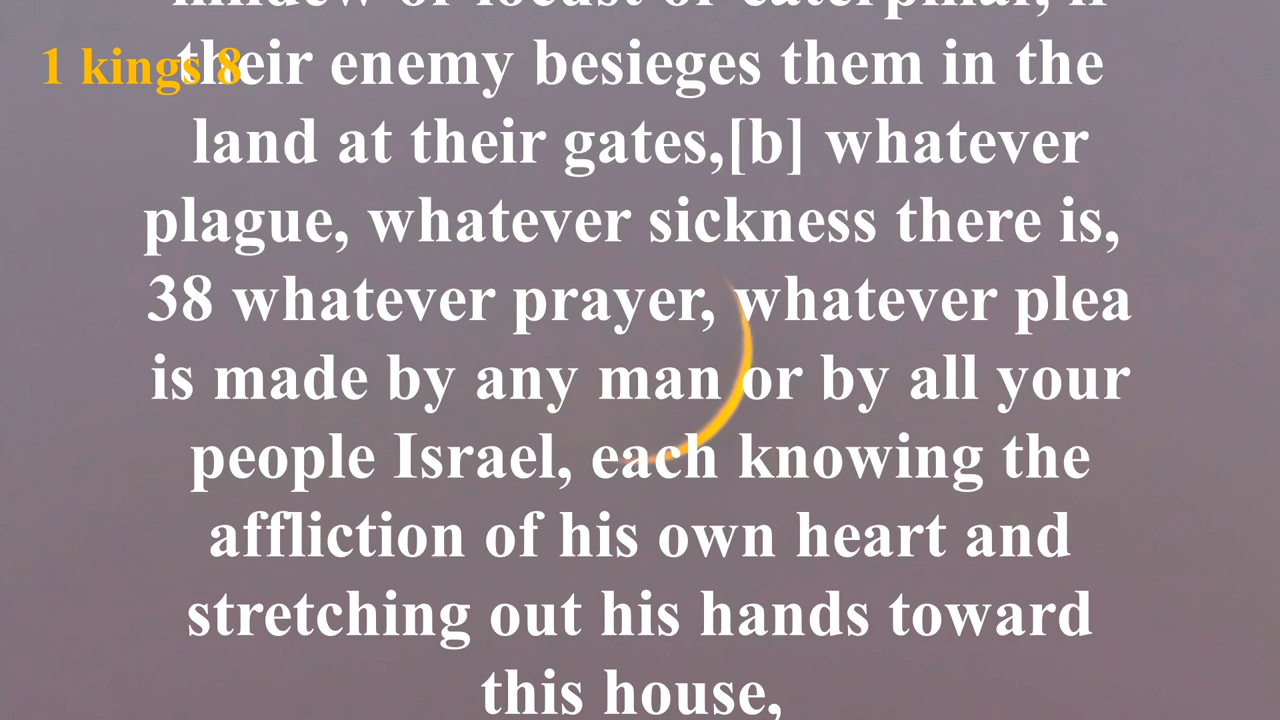 mildew or locust or caterpillar, if
1 kings 8
their enemy besieges them in the
land at their gates,[b] whatever
plague, whatever sickness there is,
38 whatever prayer, whatever plea
is made by any man or by all your
people Israel, each knowing the
affliction of his own heart and
stretching out his hands toward
this house,